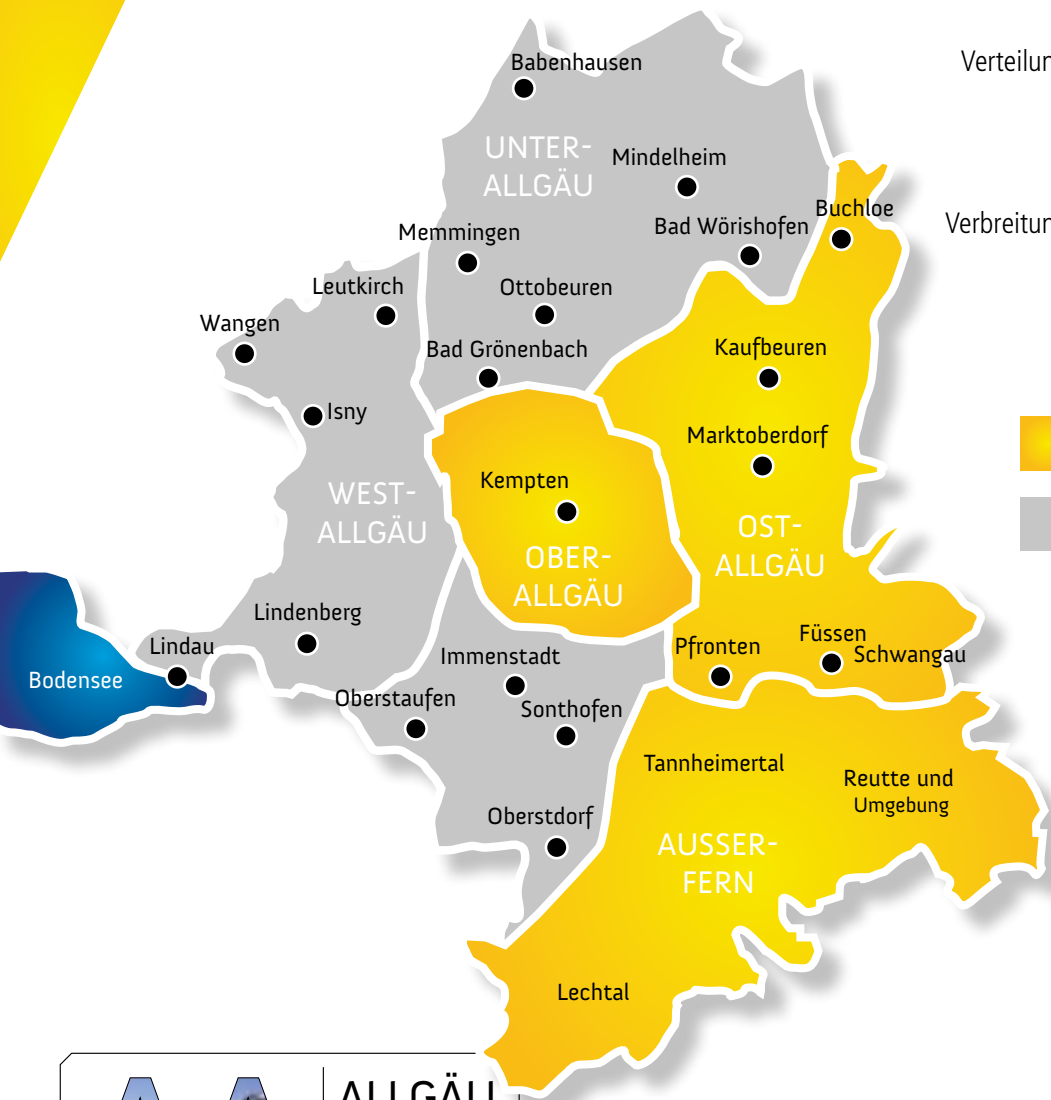 Babenhausen
UNTER-
ALLGÄU
Mindelheim
Memmingen
Bad Wörishofen
Buchloe
Leutkirch
Ottobeuren
Wangen
Bad Grönenbach
Kaufbeuren
Isny
Marktoberdorf
Kempten
WEST-
ALLGÄU
OBER-
ALLGÄU
OST-
ALLGÄU
Lindenberg
Lindau
Bodensee
Immenstadt
Pfronten
Füssen
Schwangau
Oberstaufen
Sonthofen
Tannheimertal
Reutte und
Umgebung
Oberstdorf
AUSSER-
FERN
Lechtal
ALLGÄU